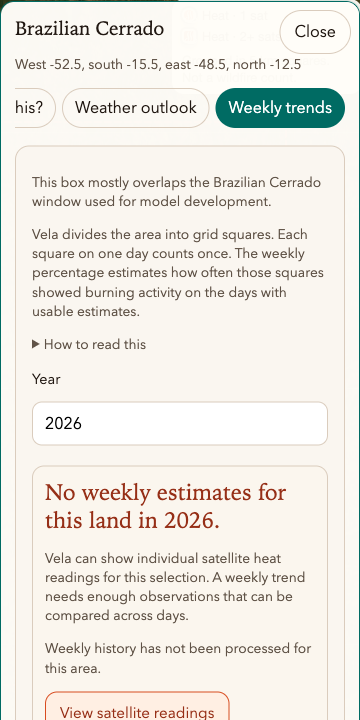 Brazilian Cerrado
Close
West -52.5, south -15.5, east -48.5, north -12.5
his?
Weather outlook
Weekly trends
This box mostly overlaps the Brazilian Cerrado
window used for model development.
Vela divides the area into grid squares. Each
square on one day counts once. The weekly
percentage estimates how often those squares
showed burning activity on the days with
usable estimates.
▶ How to read this
Year
2026
No weekly estimates for
this land in 2026.
Vela can show individual satellite heat
readings for this selection. A weekly trend
needs enough observations that can be
compared across days.
Weekly history has not been processed for
this area.
View satellite readings